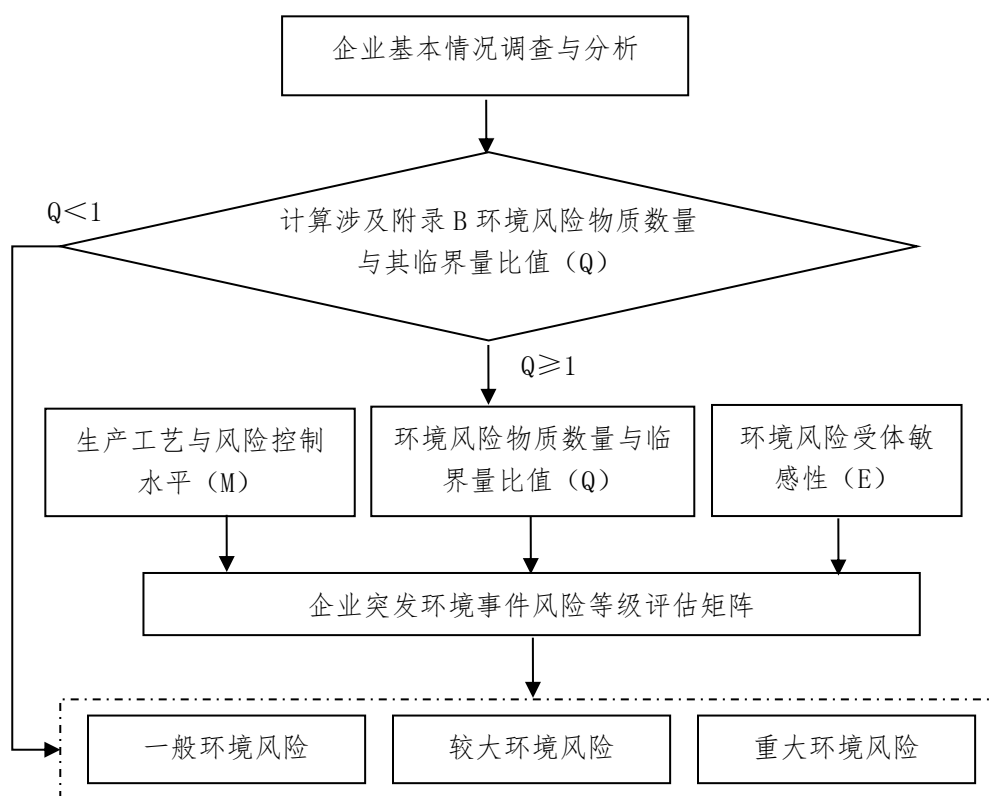 企业基本情况调查与分析
Q＜1
计算涉及附录 B 环境风险物质数量
与其临界量比值（Q）
Q≥1
生产工艺与风险控制
水平（M）
环境风险物质数量与临
界量比值（Q）
环境风险受体敏
感性（E）
企业突发环境事件风险等级评估矩阵
一般环境风险
较大环境风险
重大环境风险